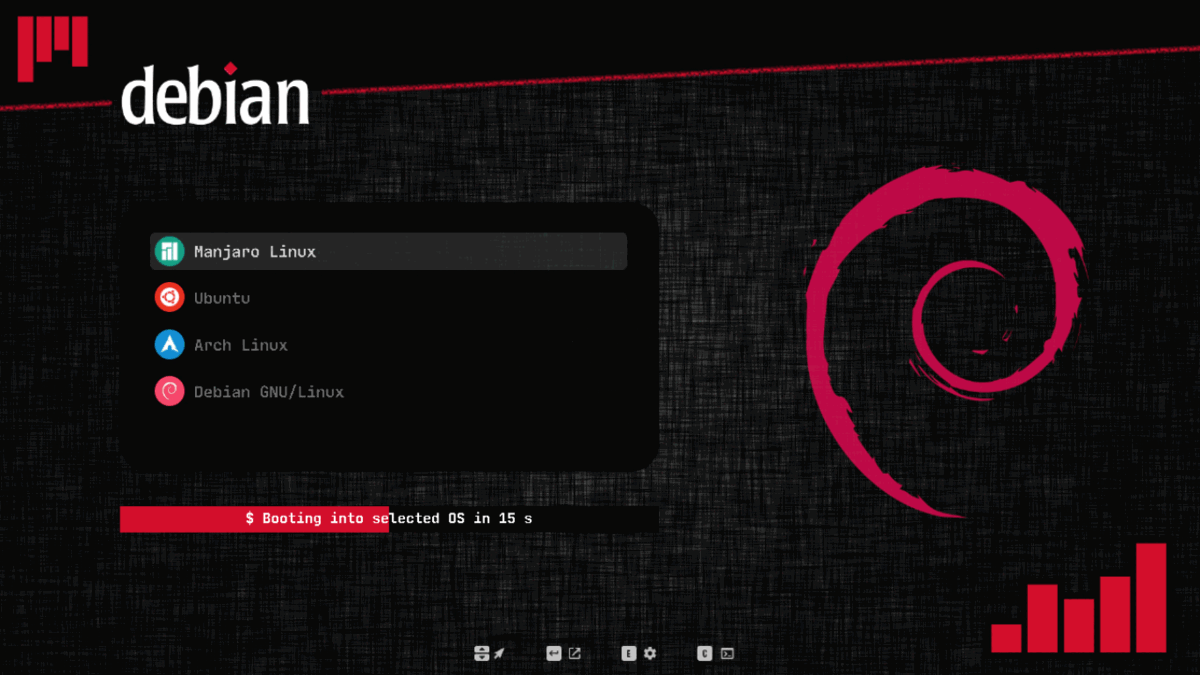 debian
Manjaro Linux
Ubuntu
Arch Linux
Debian GNU/Linux
$ Booting into selected OS in 15 s
E
C